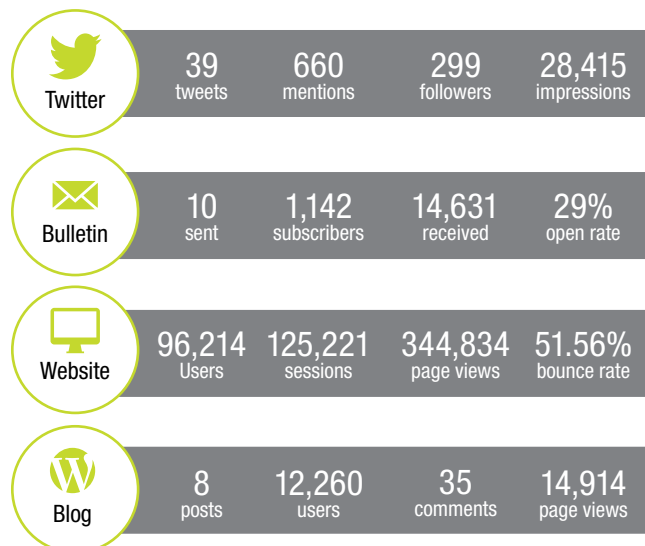 Twitter
39 660 299 28,415
tweets mentions followers impressions
Bulletin
10 1,142 14,631 29%
sent subscribers received open rate
Website
96,214 125,221 344,834 51.56%
Users sessions page views bounce rate
Blog
8 12,260 35 14,914
posts users comments page views